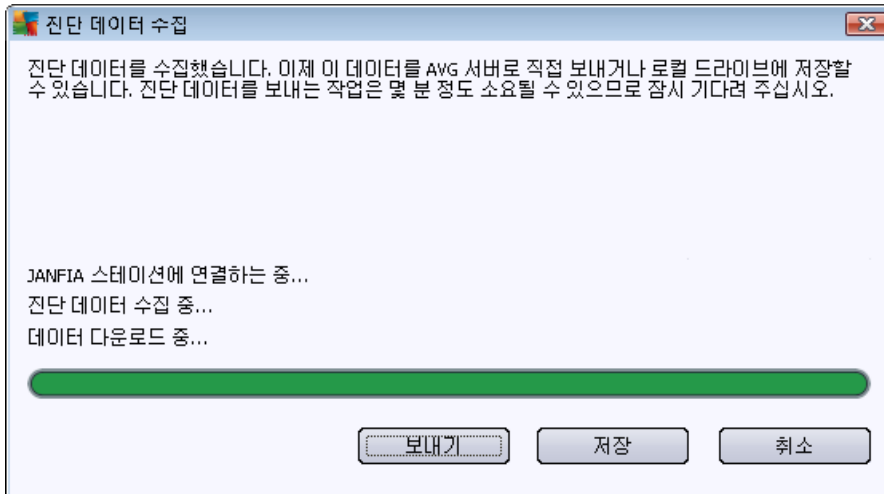 진단 데이터 수집
진단 데이터를 수집했습니다. 이제 이 데이터를 AVG 서버로 직접 보내거나 로컬 드라이브에 저장할
수 있습니다. 진단 데이터를 보내는 작업은 몇 분 정도 소요될 수 있으므로 잠시 기다려 주십시오.
JANFIA 스테이션에 연결하는 중...
진단 데이터 수집 중...
데이터 다운로드 중...
보내기
저장
취소